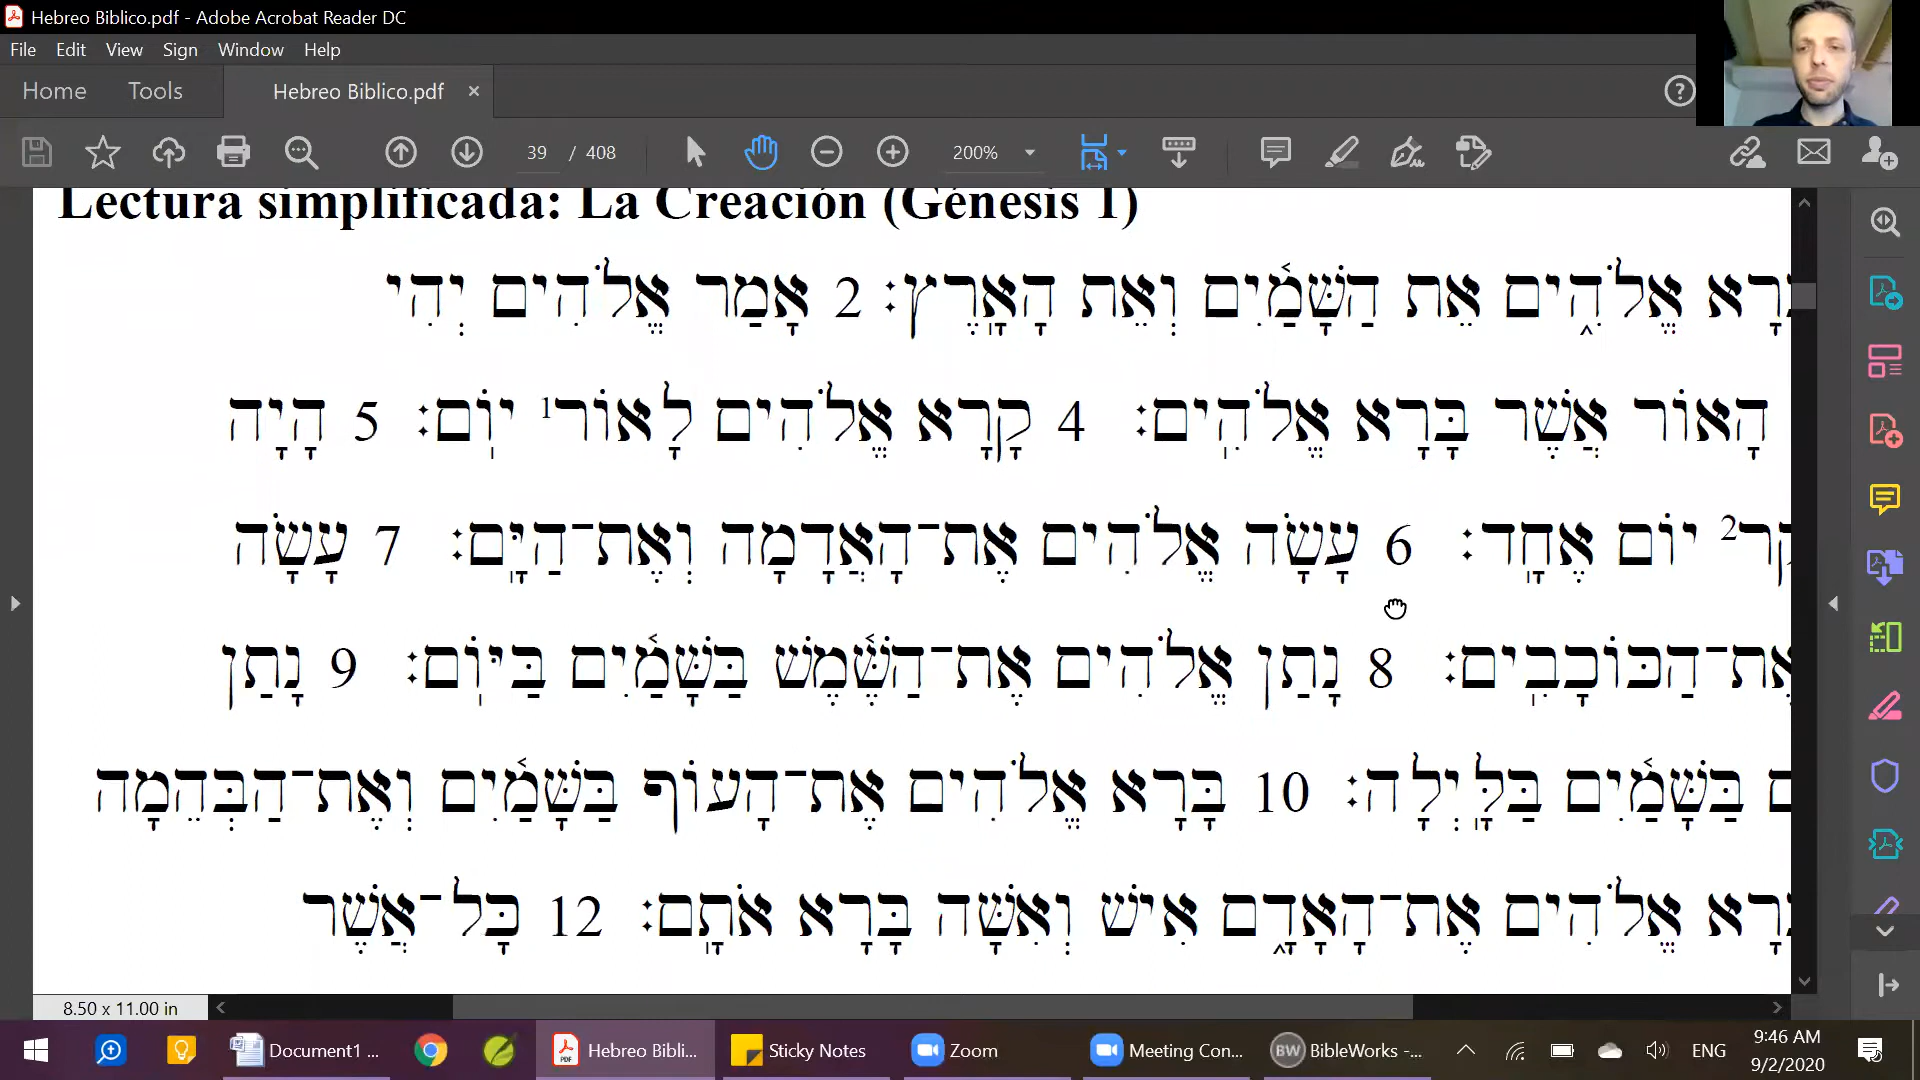 Hebreo Biblico.pdf - Adobe Acrobat Reader DC
File Edit View Sign Window Help
Home Tools Hebreo Biblico.pdf ×
39 / 408 200%
Lectura simplificada: La Creación (Génesis 1)
אֱלֹהִ֑ים אֵת הַשָּׁמַ֫יִם וְאֵת הָאָֽרֶץ׃ 2 אָמַר אֱלֹהִים יְהִי
הָאוֹר אֲשֶׁר בָּרָא אֱלֹהִֽים׃ 4 קָרָא אֱלֹהִים לָאוֹר¹ יֽוֹם׃ 5 הָיָה
יוֹם אֶחָֽד׃ 6 עָשָׂה אֱלֹהִים אֶת־הָאֲדָמָה וְאֶת־הַיָּֽם׃ 7 עָשָׂה
אֶת־הַכּוֹכָבִֽים׃ 8 נָתַן אֱלֹהִים אֶת־הַשֶּׁ֫מֶשׁ בַּשָּׁמַ֫יִם בַּיּֽוֹם׃ 9 נָתַן
בַּשָּׁמַ֫יִם בַּלָּֽיְלָה׃ 10 בָּרָא אֱלֹהִים אֶת־הָעוֹף בַּשָּׁמַ֫יִם וְאֶת־הַבְּהֵמָה
אֱלֹהִים אֶת־הָאָדָ֑ם אִישׁ וְאִשָּׁה בָּרָא אֹתָֽם׃ 12 כָּל־אֲשֶׁר
8.50 x 11.00 in
Document1 ... Hebreo Bibli... Sticky Notes Zoom Meeting Con... BW BibleWorks -... ENG 9:46 AM
9/2/2020